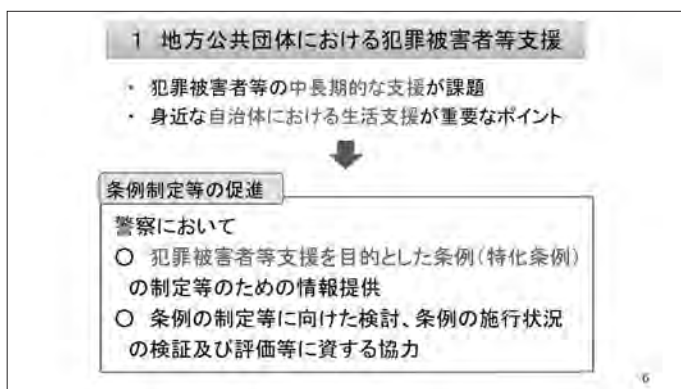 1 地方公共団体における犯罪被害者等支援
・ 犯罪被害者等の中長期的な支援が課題
・ 身近な自治体における生活支援が重要なポイント
条例制定等の促進
警察において
○ 犯罪被害者等支援を目的とした条例(特化条例)
の制定等のための情報提供
○ 条例の制定等に向けた検討、条例の施行状況
の検証及び評価等に資する協力
6